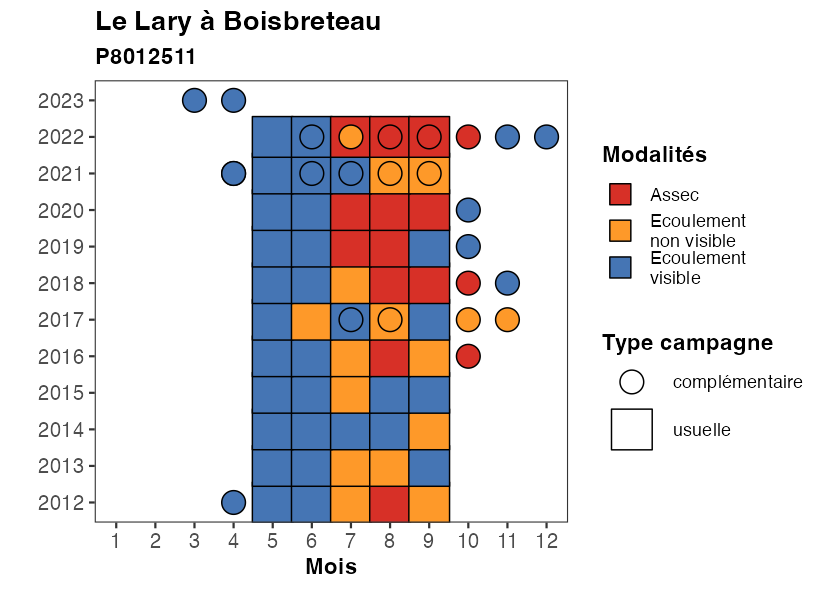 Le Lary à Boisbreteau
P8012511
2023
2022
2021
2020
2019
2018
2017
2016
2015
2014
2013
2012
1 2 3 4 5 6 7 8 9 10 11 12
Mois
Modalités
Assec
Ecoulement
non visible
Ecoulement
visible
Type campagne
complémentaire
usuelle